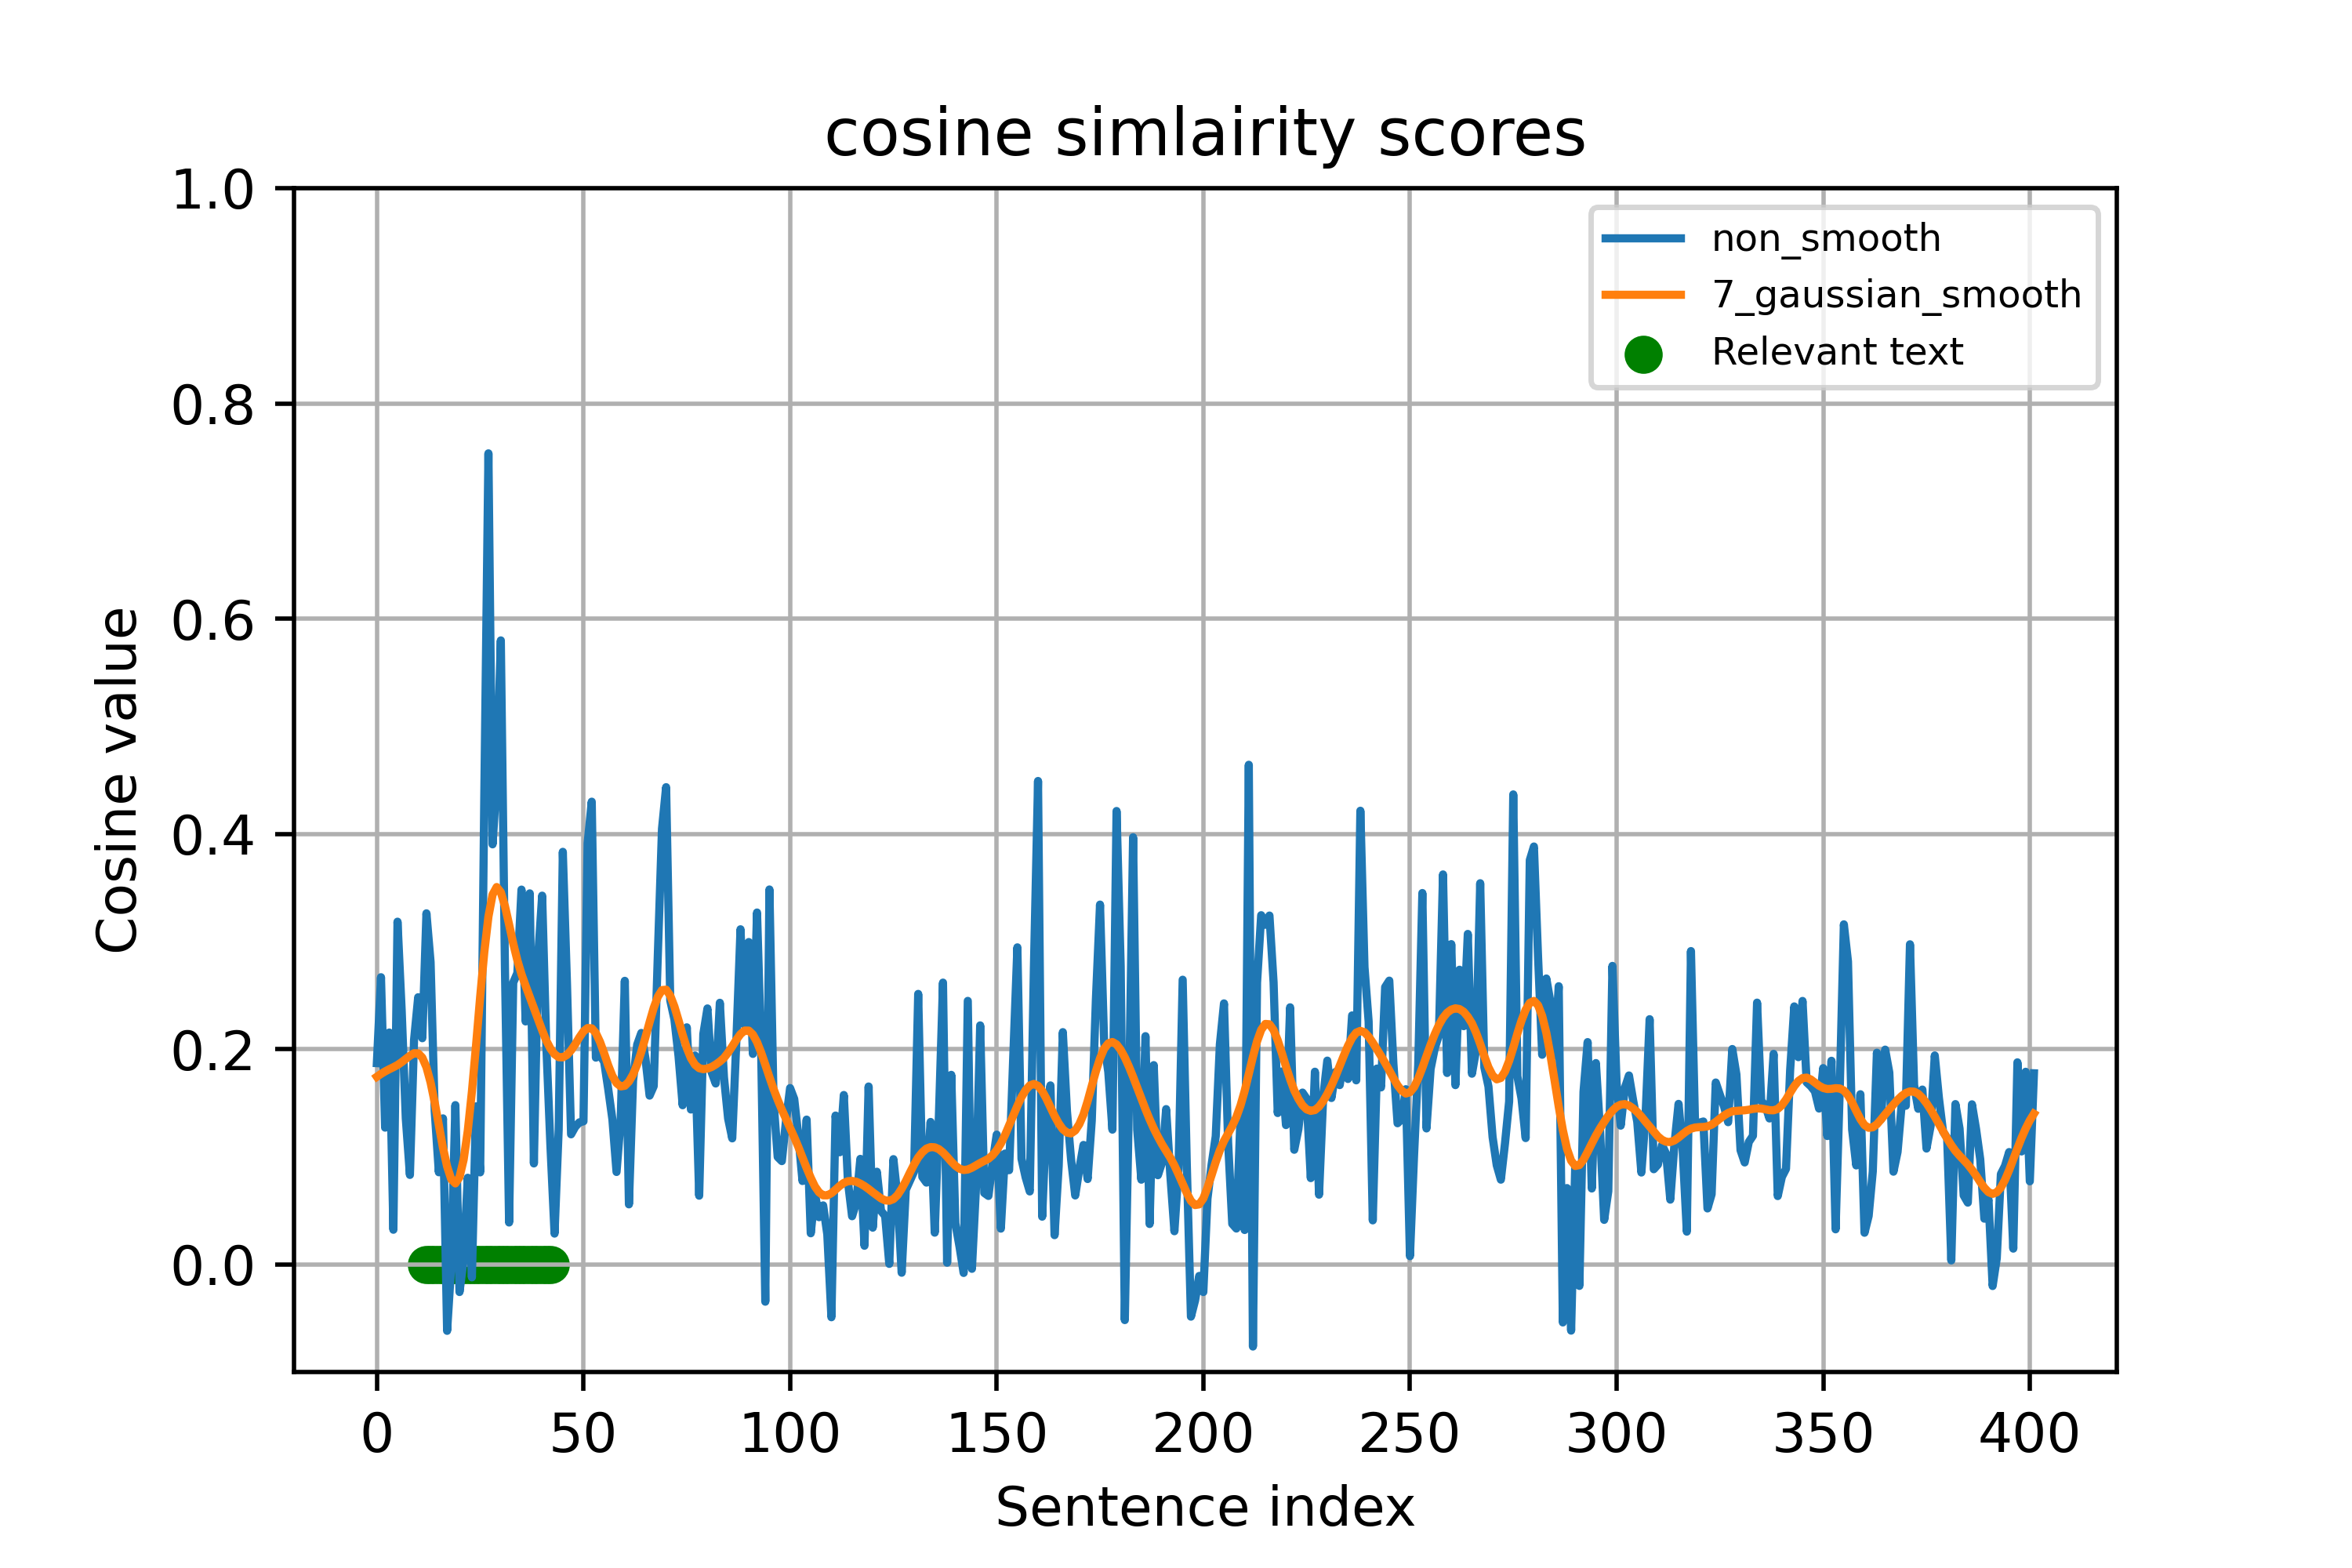 cosine simlairity scores
1.0
0.8
0.6
0.4
0.2
0.0
Cosine value
non_smooth
7_gaussian_smooth
Relevant text
0 50 100 150 200 250 300 350 400
Sentence index